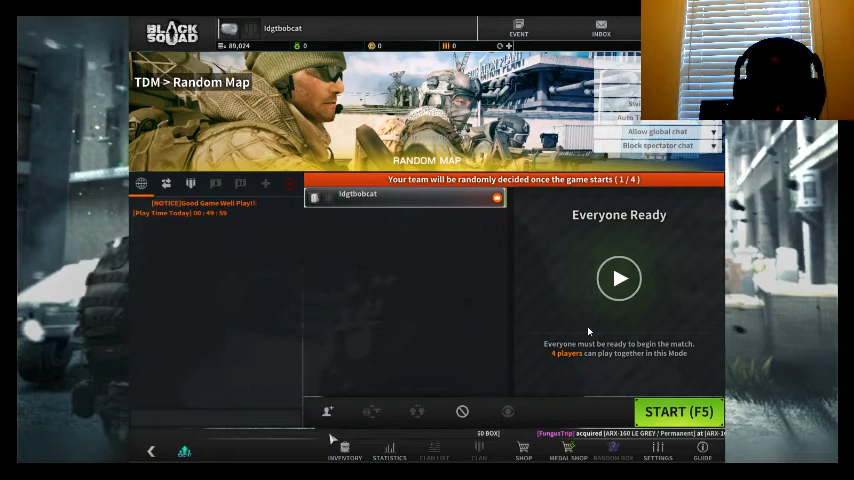 BLACK SQUAD
ldgtbobcat
89,024
0
0
0
EVENT
INBOX
TDM > Random Map
Auto T
Allow global chat
Block spectator chat
RANDOM MAP
Your team will be randomly decided once the game starts ( 1 / 4 )
[NOTICE]Good Game Well Play!!
[Play Time Today] 00 : 49 : 59
ldgtbobcat
Everyone Ready
Everyone must be ready to begin the match.
4 players can play together in this Mode
START (F5)
BOX]
[FungusTrip] acquired [ARX-160 LE GREY / Permanent] at [ARX-1
INVENTORY
STATISTICS
CLAN LIST
CLAN
SHOP
MEDAL SHOP
RANDOM BOX
SETTINGS
GUIDE